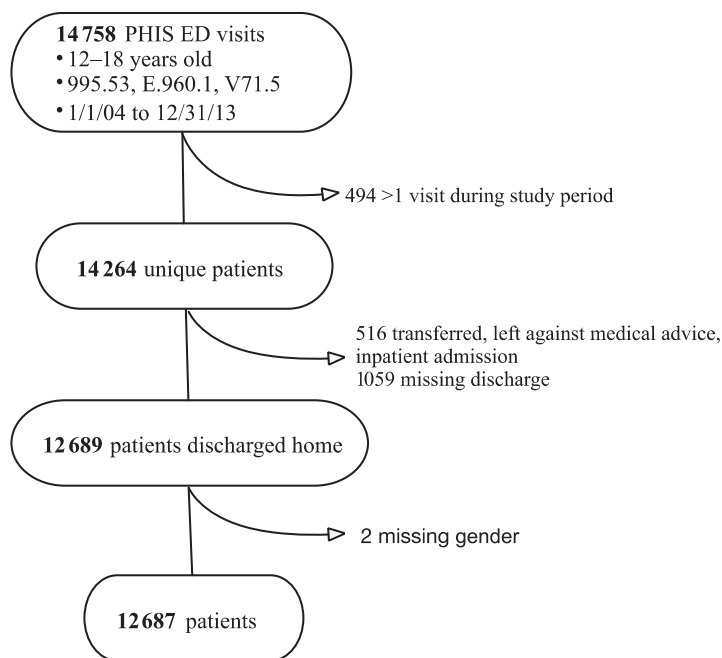 14 758 PHIS ED visits
• 12–18 years old
• 995.53, E.960.1, V71.5
• 1/1/04 to 12/31/13
494 >1 visit during study period
14 264 unique patients
516 transferred, left against medical advice,
inpatient admission
1059 missing discharge
12 689 patients discharged home
2 missing gender
12 687 patients